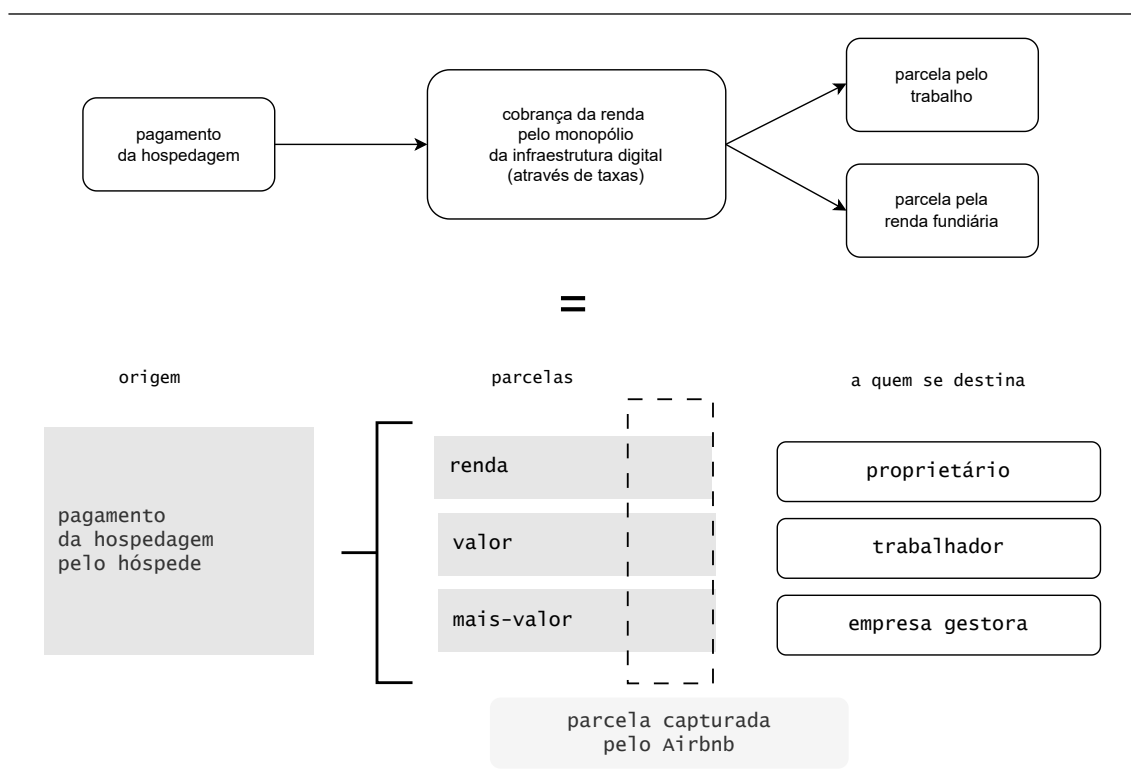 pagamento
da hospedagem
cobrança da renda
pelo monopólio
da infraestrutura digital
(através de taxas)
parcela pelo
trabalho
parcela pela
renda fundiária
=
origem
parcelas
a quem se destina
pagamento
da hospedagem
pelo hóspede
renda
valor
mais-valor
proprietário
trabalhador
empresa gestora
parcela capturada
pelo Airbnb